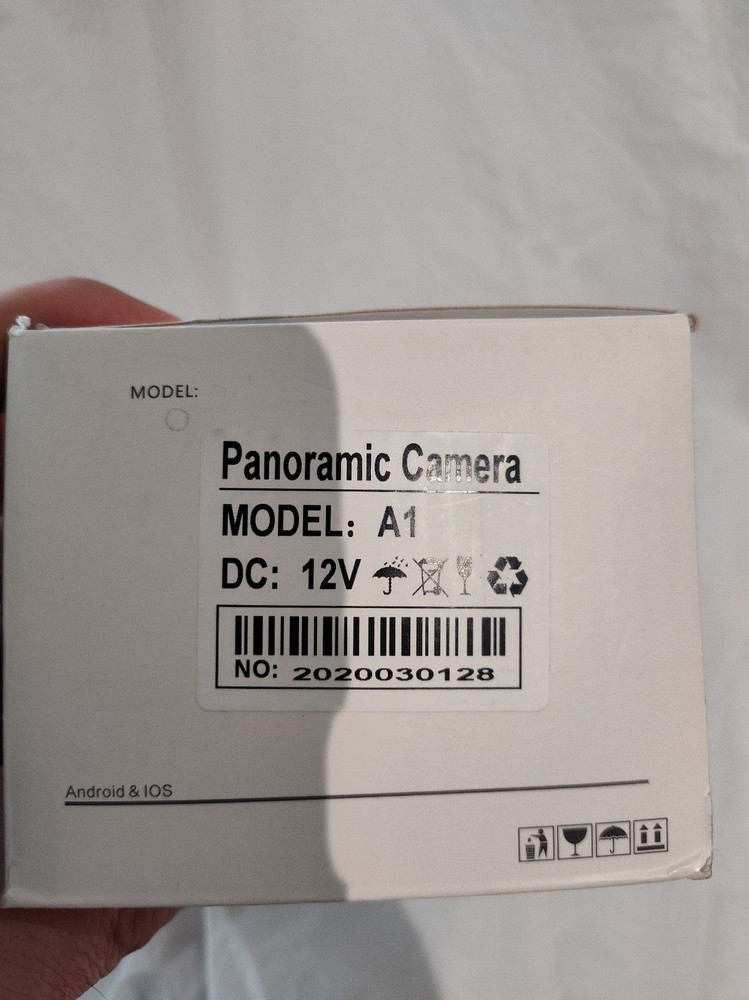 MODEL:
Panoramic Camera
MODEL: A1
DC: 12V
NO: 2020030128
Android & IOS